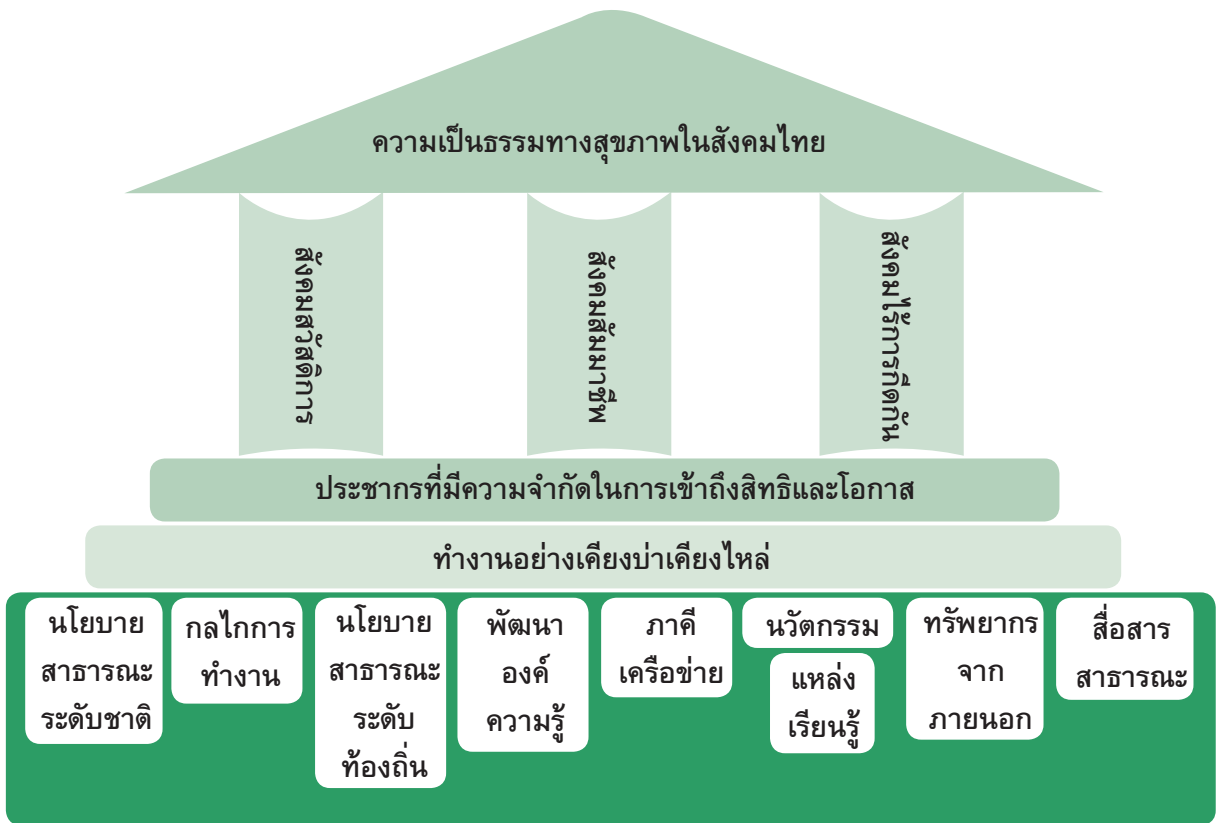 ความเป็นธรรมทางสุขภาพในสังคมไทย
สังคมสวัสดิการ
สังคมสัมมาชีพ
สังคมไร้การกีดกัน
ประชากรที่มีความจำกัดในการเข้าถึงสิทธิและโอกาส
ทำงานอย่างเคียงบ่าเคียงไหล่
นโยบาย
สาธารณะ
ระดับชาติ
กลไกการ
ทำงาน
นโยบาย
สาธารณะ
ระดับ
ท้องถิ่น
พัฒนา
องค์
ความรู้
ภาคี
เครือข่าย
นวัตกรรม
แหล่ง
เรียนรู้
ทรัพยากร
จาก
ภายนอก
สื่อสาร
สาธารณะ